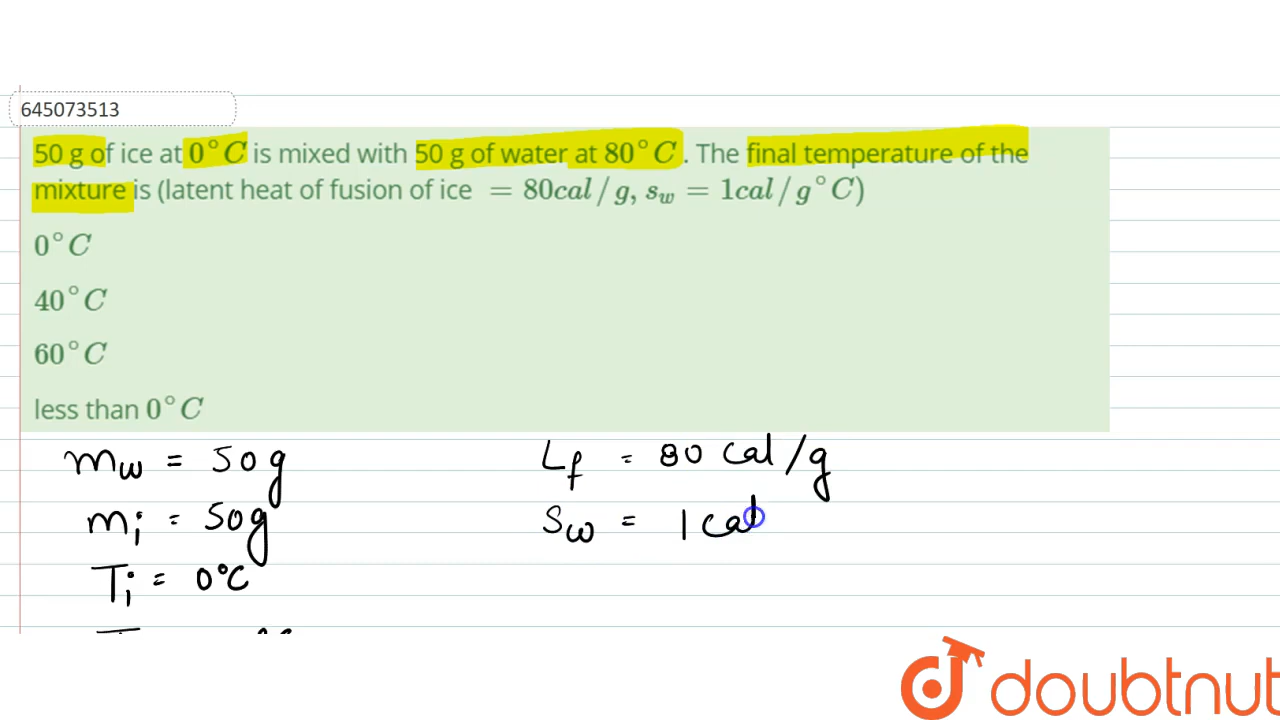 645073513
50 g of ice at 0°C is mixed with 50 g of water at 80°C. The final temperature of the
mixture is (latent heat of fusion of ice = 80cal/g, s_w = 1cal/g°C)
0°C
40°C
60°C
less than 0°C
m_w = 50g L_f = 80 cal/g
m_i = 50g s_w = 1 cal
T_i = 0°C
doubtnut